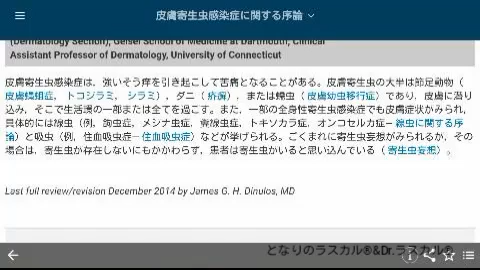 皮膚寄生虫感染症に関する序論
(Dermatology Section), Geisel School of Medicine at Dartmouth, Clinical
Assistant Professor of Dermatology, University of Connecticut
皮膚寄生虫感染症は、強いそう痒を引き起こして苦痛となることがある。皮膚寄生虫の大半は節足動物（
皮膚蝿蛆症， トコジラミ， シラミ），ダニ（ 疥癬），または線虫（ 皮膚幼虫移行症）であり，皮膚に潜り
込み，そこで生活環の一部または全てを過ごす。また，一部の全身性寄生虫感染症でも皮膚症状がみられ，
具体的には線虫（例，鉤虫症，メジナ虫症，糸状虫症，トキソカラ症，オンコセルカ症− 線虫に関する序
論）と吸虫（例，住血吸虫症− 住血吸虫症）などが挙げられる。ごくまれに寄生虫妄想がみられるか，その
場合は，寄生虫が存在しないにもかかわらず，患者は寄生虫がいると思い込んでいる（ 寄生虫妄想）。
Last full review/revision December 2014 by James G. H. Dinulos, MD
となりのラスカル®&Dr.ラスカル®